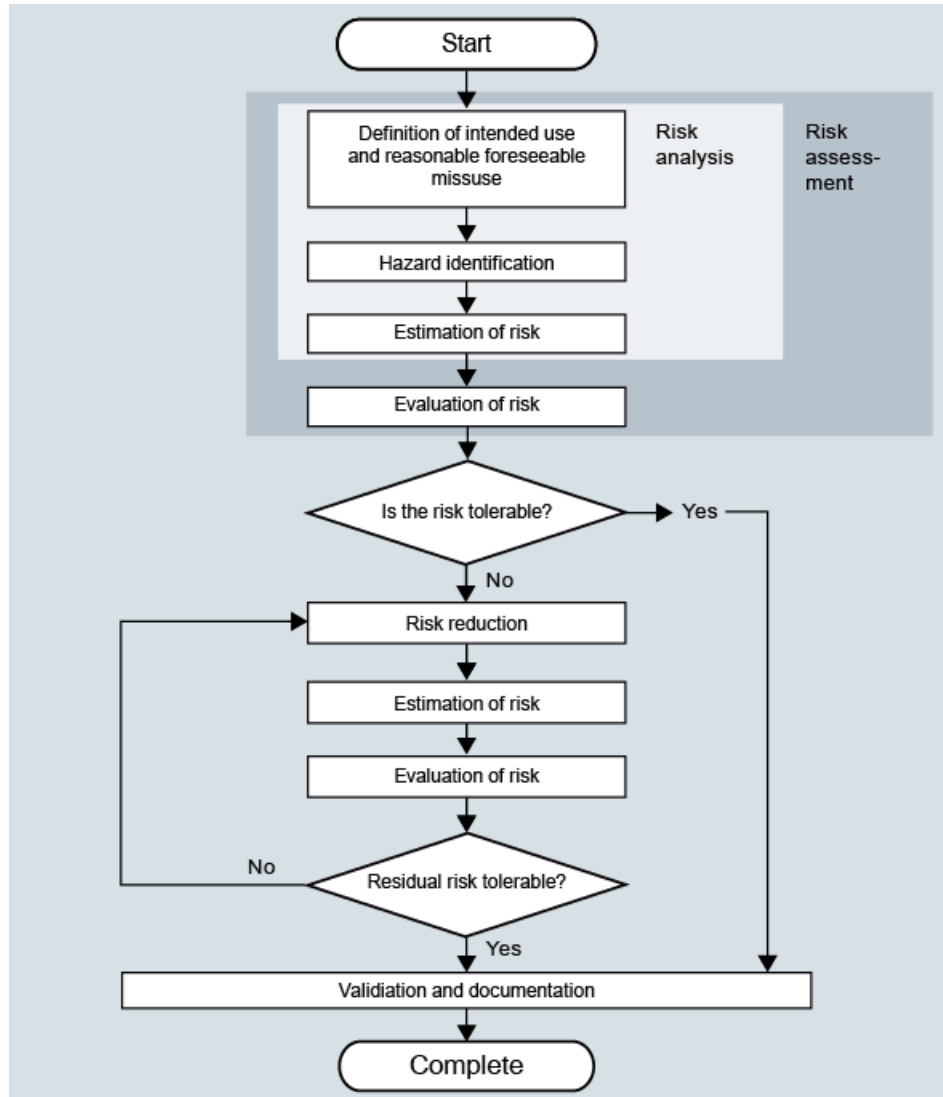 Start
Definition of intended use
and reasonable foreseeable
missuse
Risk
analysis
Risk
assess-
ment
Hazard identification
Estimation of risk
Evaluation of risk
Is the risk tolerable?
Yes
No
Risk reduction
Estimation of risk
Evaluation of risk
No
Residual risk tolerable?
Yes
Validiation and documentation
Complete